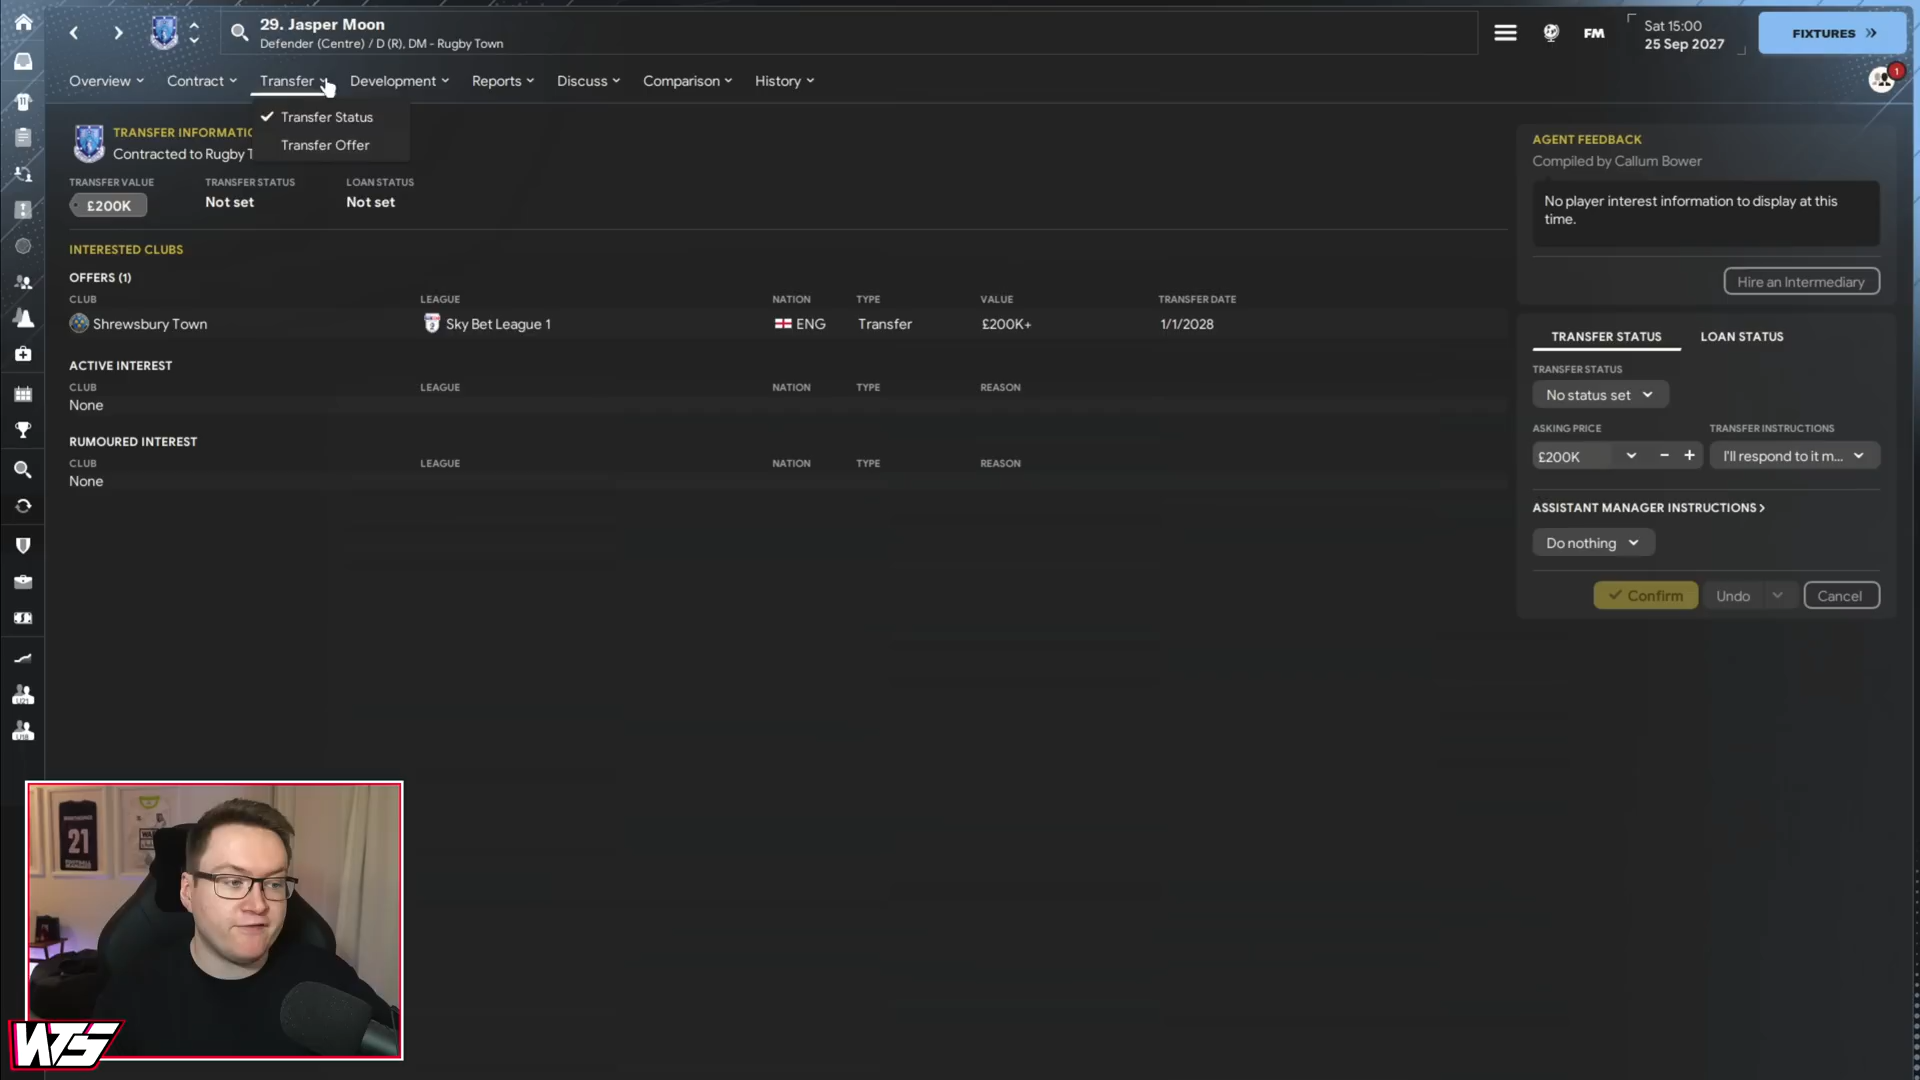 29. Jasper Moon
Defender (Centre) / D (R), DM - Rugby Town
FM
Sat 15:00
25 Sep 2027
FIXTURES
1
Overview
Contract
Transfer
Development
Reports
Discuss
Comparison
History
Transfer Status
Transfer Offer
TRANSFER INFORMATIO
Contracted to Rugby T
TRANSFER VALUE
TRANSFER STATUS
LOAN STATUS
£200K
Not set
Not set
INTERESTED CLUBS
OFFERS (1)
CLUB LEAGUE NATION TYPE VALUE TRANSFER DATE
Shrewsbury Town Sky Bet League 1 ENG Transfer £200K+ 1/1/2028
ACTIVE INTEREST
CLUB LEAGUE NATION TYPE REASON
None
RUMOURED INTEREST
CLUB LEAGUE NATION TYPE REASON
None
AGENT FEEDBACK
Compiled by Callum Bower
No player interest information to display at this
time.
Hire an Intermediary
TRANSFER STATUS
LOAN STATUS
TRANSFER STATUS
No status set
ASKING PRICE
TRANSFER INSTRUCTIONS
£200K
- +
I'll respond to it m...
ASSISTANT MANAGER INSTRUCTIONS >
Do nothing
Confirm
Undo
Cancel
U21
U18
21
WTS